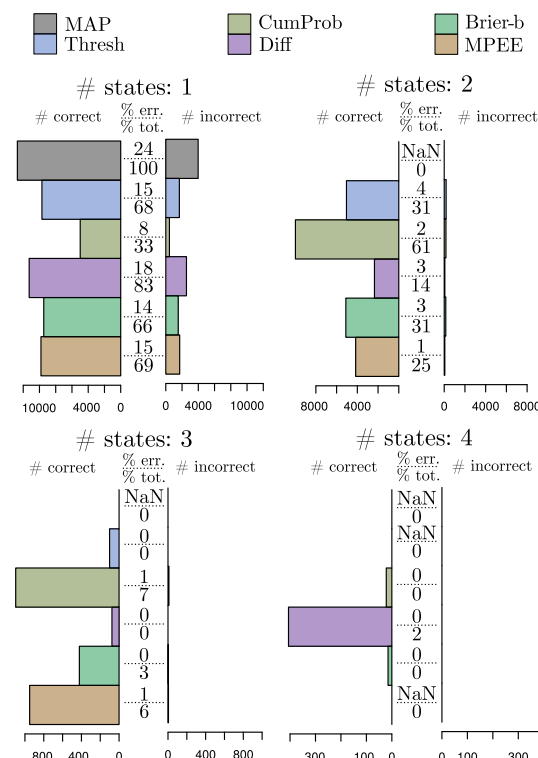 MAP CumProb Brier-b
Thresh Diff MPEE
# states: 1
# correct % err. % tot. # incorrect
24
100
15
68
8
33
18
83
14
66
15
69
10000 4000 0 0 4000 10000
# states: 2
# correct % err. % tot. # incorrect
NaN
0
4
31
2
61
3
14
3
31
1
25
8000 4000 0 0 4000 8000
# states: 3
# correct % err. % tot. # incorrect
NaN
0
0
0
1
7
0
0
0
3
1
6
800 400 0 0 400 800
# states: 4
# correct % err. % tot. # incorrect
NaN
0
NaN
0
0
0
0
2
0
0
NaN
0
300 100 0 0 100 300